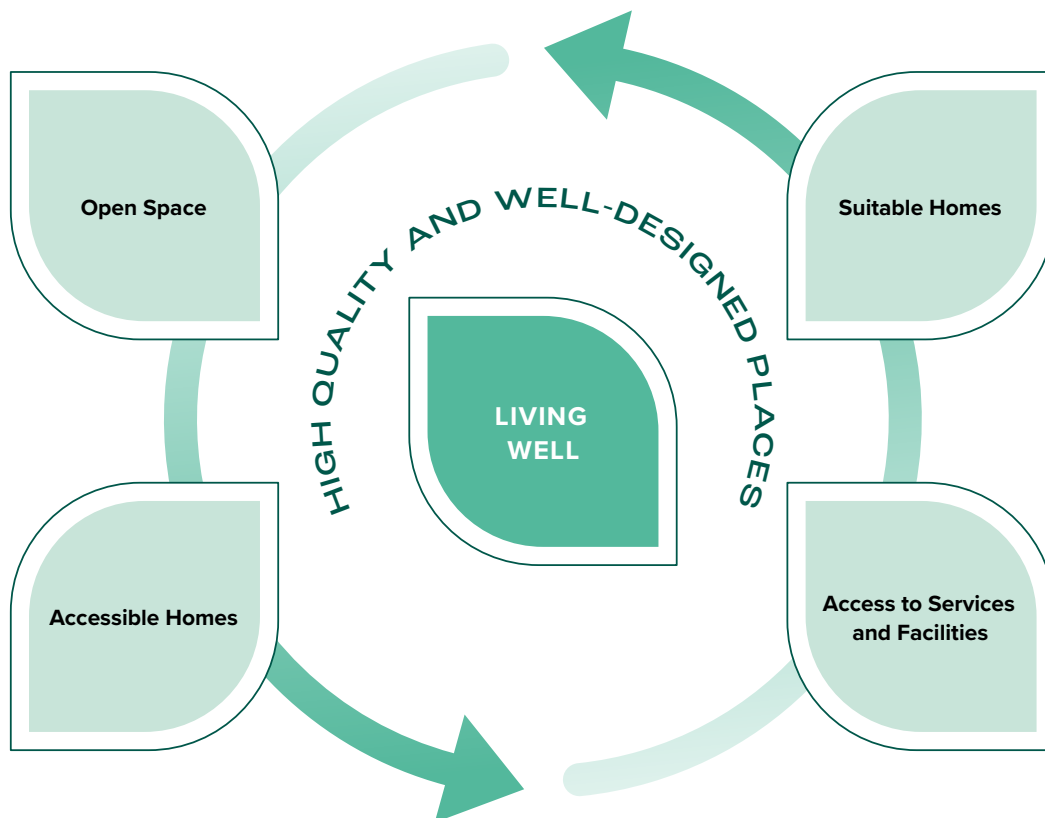 Open Space
Suitable Homes
HIGH QUALITY AND WELL-DESIGNED PLACES
LIVING
WELL
Accessible Homes
Access to Services
and Facilities